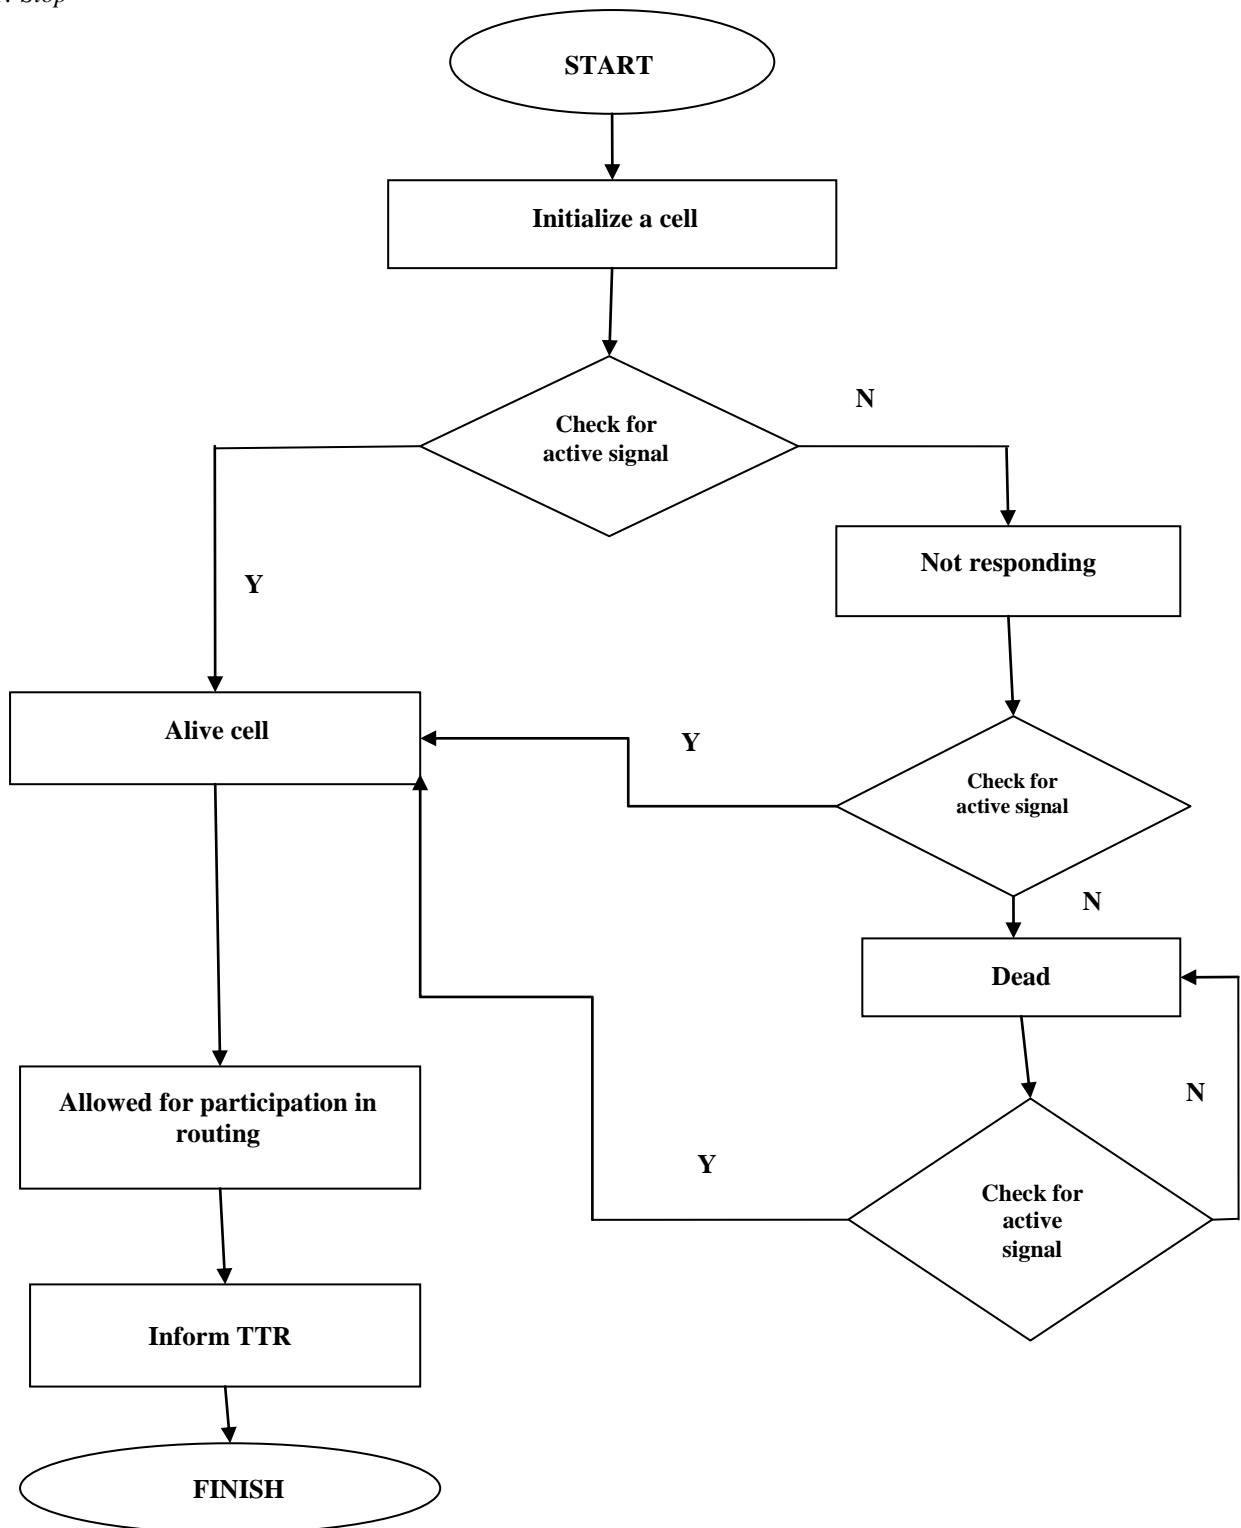 Stop
START
Initialize a cell
N
Check for
active signal
Not responding
Y
Alive cell
Y
Check for
active signal
N
Dead
N
Allowed for participation in
routing
Y
Check for
active
signal
Inform TTR
FINISH